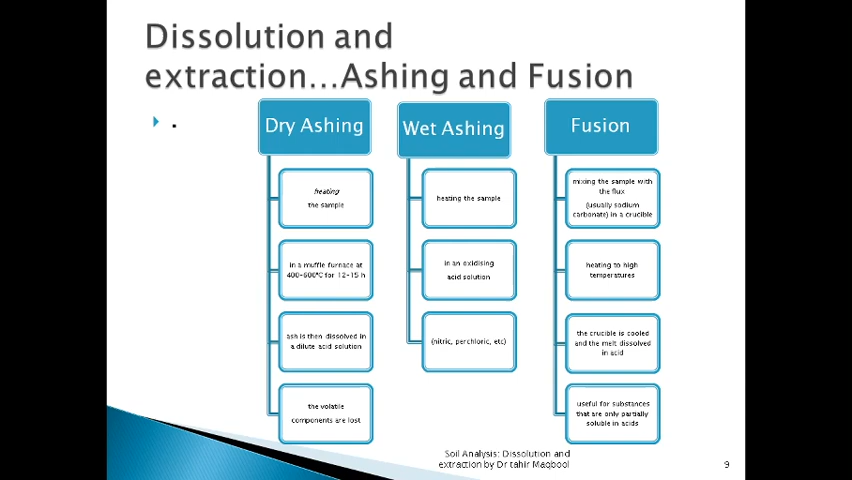 Dissolution and
extraction...Ashing and Fusion
.
Dry Ashing
heating
the sample
in a muffle furnace at
400-600°C for 12-15 h
ash is then dissolved in
a dilute acid solution
the volatile
components are lost
Wet Ashing
heating the sample
in an oxidising
acid solution
(nitric, perchloric, etc)
Fusion
mixing the sample with
the flux
(usually sodium
carbonate) in a crucible
heating to high
temperatures
the crucible is cooled
and the melt dissolved
in acid
useful for substances
that are only partially
soluble in acids
Soil Analysis: Dissolution and
extraction by Dr tahir Maqbool
9